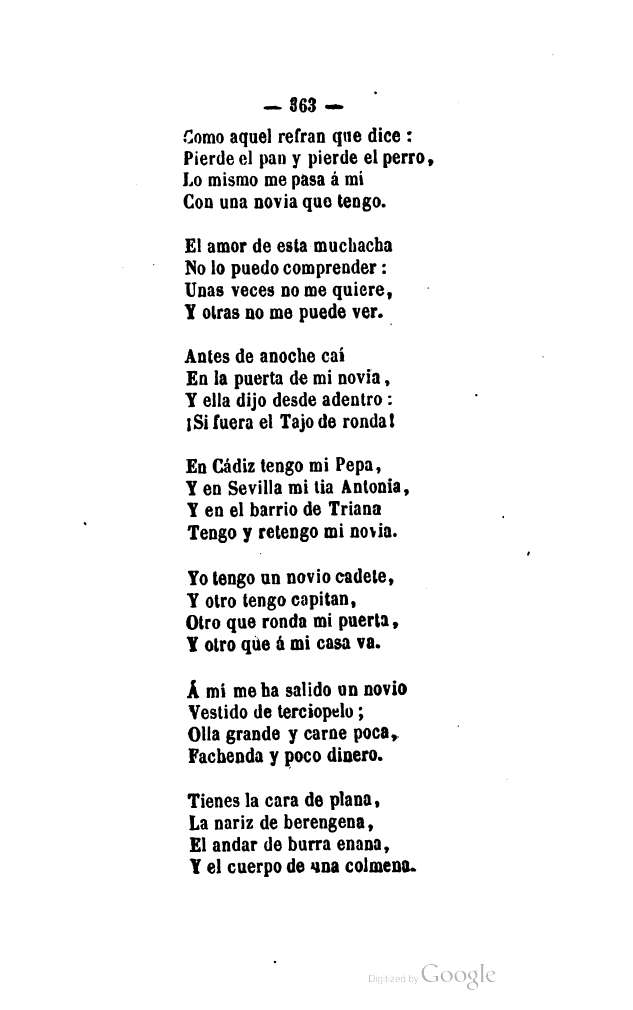 — 363 —
Como aquel refran que dice :
Pierde el pan y pierde el perro,
Lo mismo me pasa á mí
Con una novia que tengo.
El amor de esta muchacha
No lo puedo comprender :
Unas veces no me quiere,
Y otras no me puede ver.
Antes de anoche caí
En la puerta de mi novia,
Y ella dijo desde adentro :
¡Si fuera el Tajo de ronda!
En Cádiz tengo mi Pepa,
Y en Sevilla mi tia Antonia,
Y en el barrio de Triana
Tengo y retengo mi novia.
Yo tengo un novio cadete,
Y otro tengo capitan,
Otro que ronda mi puerta,
Y otro que á mi casa va.
Á mí me ha salido un novio
Vestido de terciopelo ;
Olla grande y carne poca,
Fachenda y poco dinero.
Tienes la cara de plana,
La nariz de berengena,
El andar de burra enana,
Y el cuerpo de una colmena.
Digitized by Google